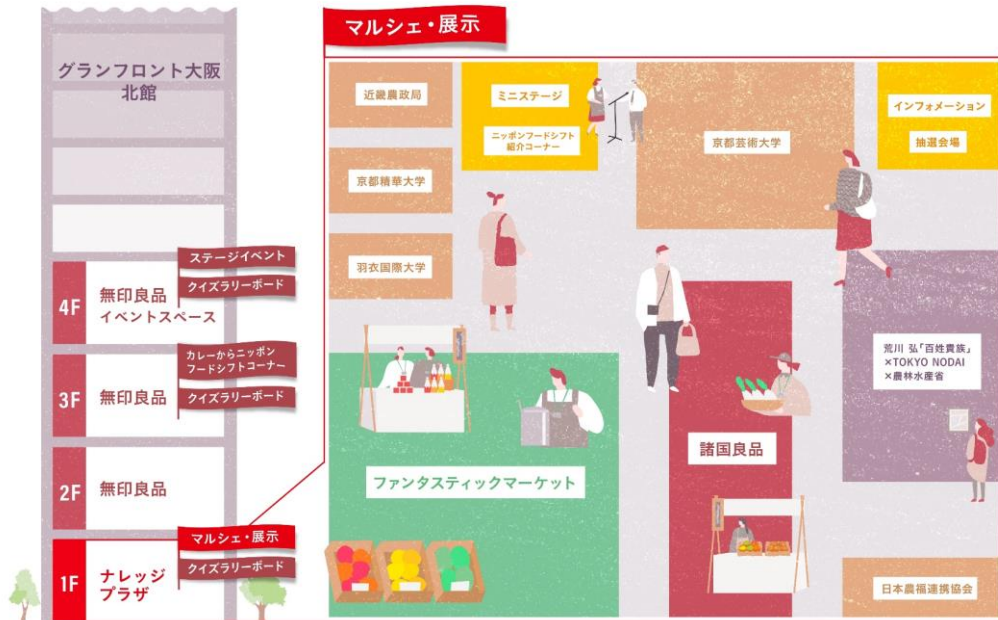 グランフロント大阪
北館
ステージイベント
クイズラリーボード
4F
無印良品
イベントスペース
カレーからニッポン
フードシフトコーナー
クイズラリーボード
3F
無印良品
2F
無印良品
マルシェ・展示
クイズラリーボード
1F
ナレッジ
プラザ
マルシェ・展示
近畿農政局
ミニステージ
ニッポンフードシフト
紹介コーナー
京都芸術大学
インフォメーション
抽選会場
京都精華大学
羽衣国際大学
荒川 弘「百姓貴族」
×TOKYO NODAI
×農林水産省
ファンタスティックマーケット
諸国良品
日本農福連携協会